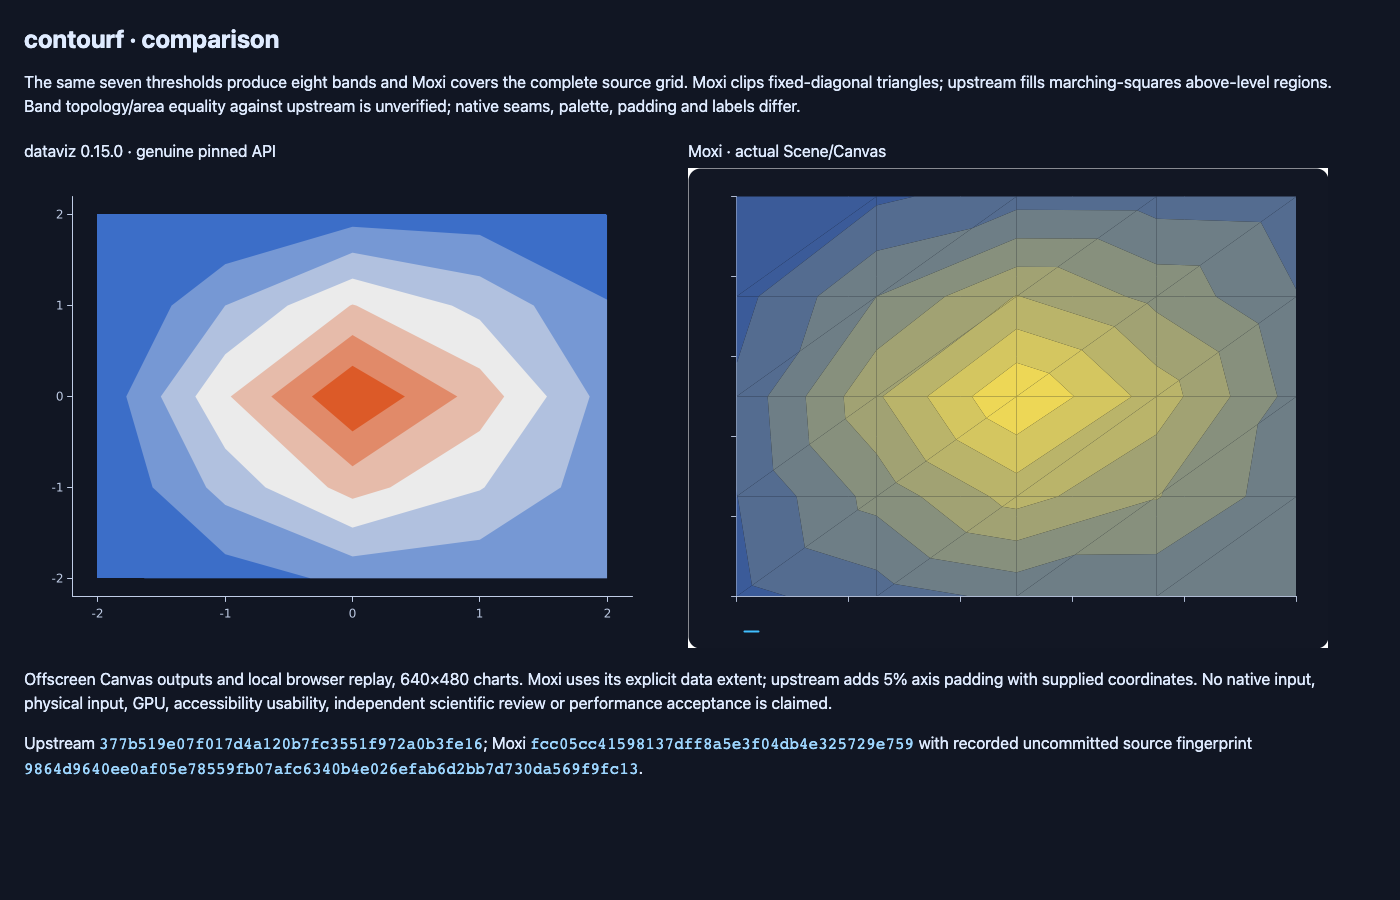 contourf · comparison
The same seven thresholds produce eight bands and Moxi covers the complete source grid. Moxi clips fixed-diagonal triangles; upstream fills marching-squares above-level regions.
Band topology/area equality against upstream is unverified; native seams, palette, padding and labels differ.
dataviz 0.15.0 · genuine pinned API
Moxi · actual Scene/Canvas
2
1
0
-1
-2
-2 -1 0 1 2
Offscreen Canvas outputs and local browser replay, 640×480 charts. Moxi uses its explicit data extent; upstream adds 5% axis padding with supplied coordinates. No native input,
physical input, GPU, accessibility usability, independent scientific review or performance acceptance is claimed.
Upstream 377b519e07f017d4a120b7fc3551f972a0b3fe16; Moxi fcc05cc41598137dff8a5e3f04db4e325729e759 with recorded uncommitted source fingerprint
9864d9640ee0af05e78559fb07afc6340b4e026efab6d2bb7d730da569f9fc13.